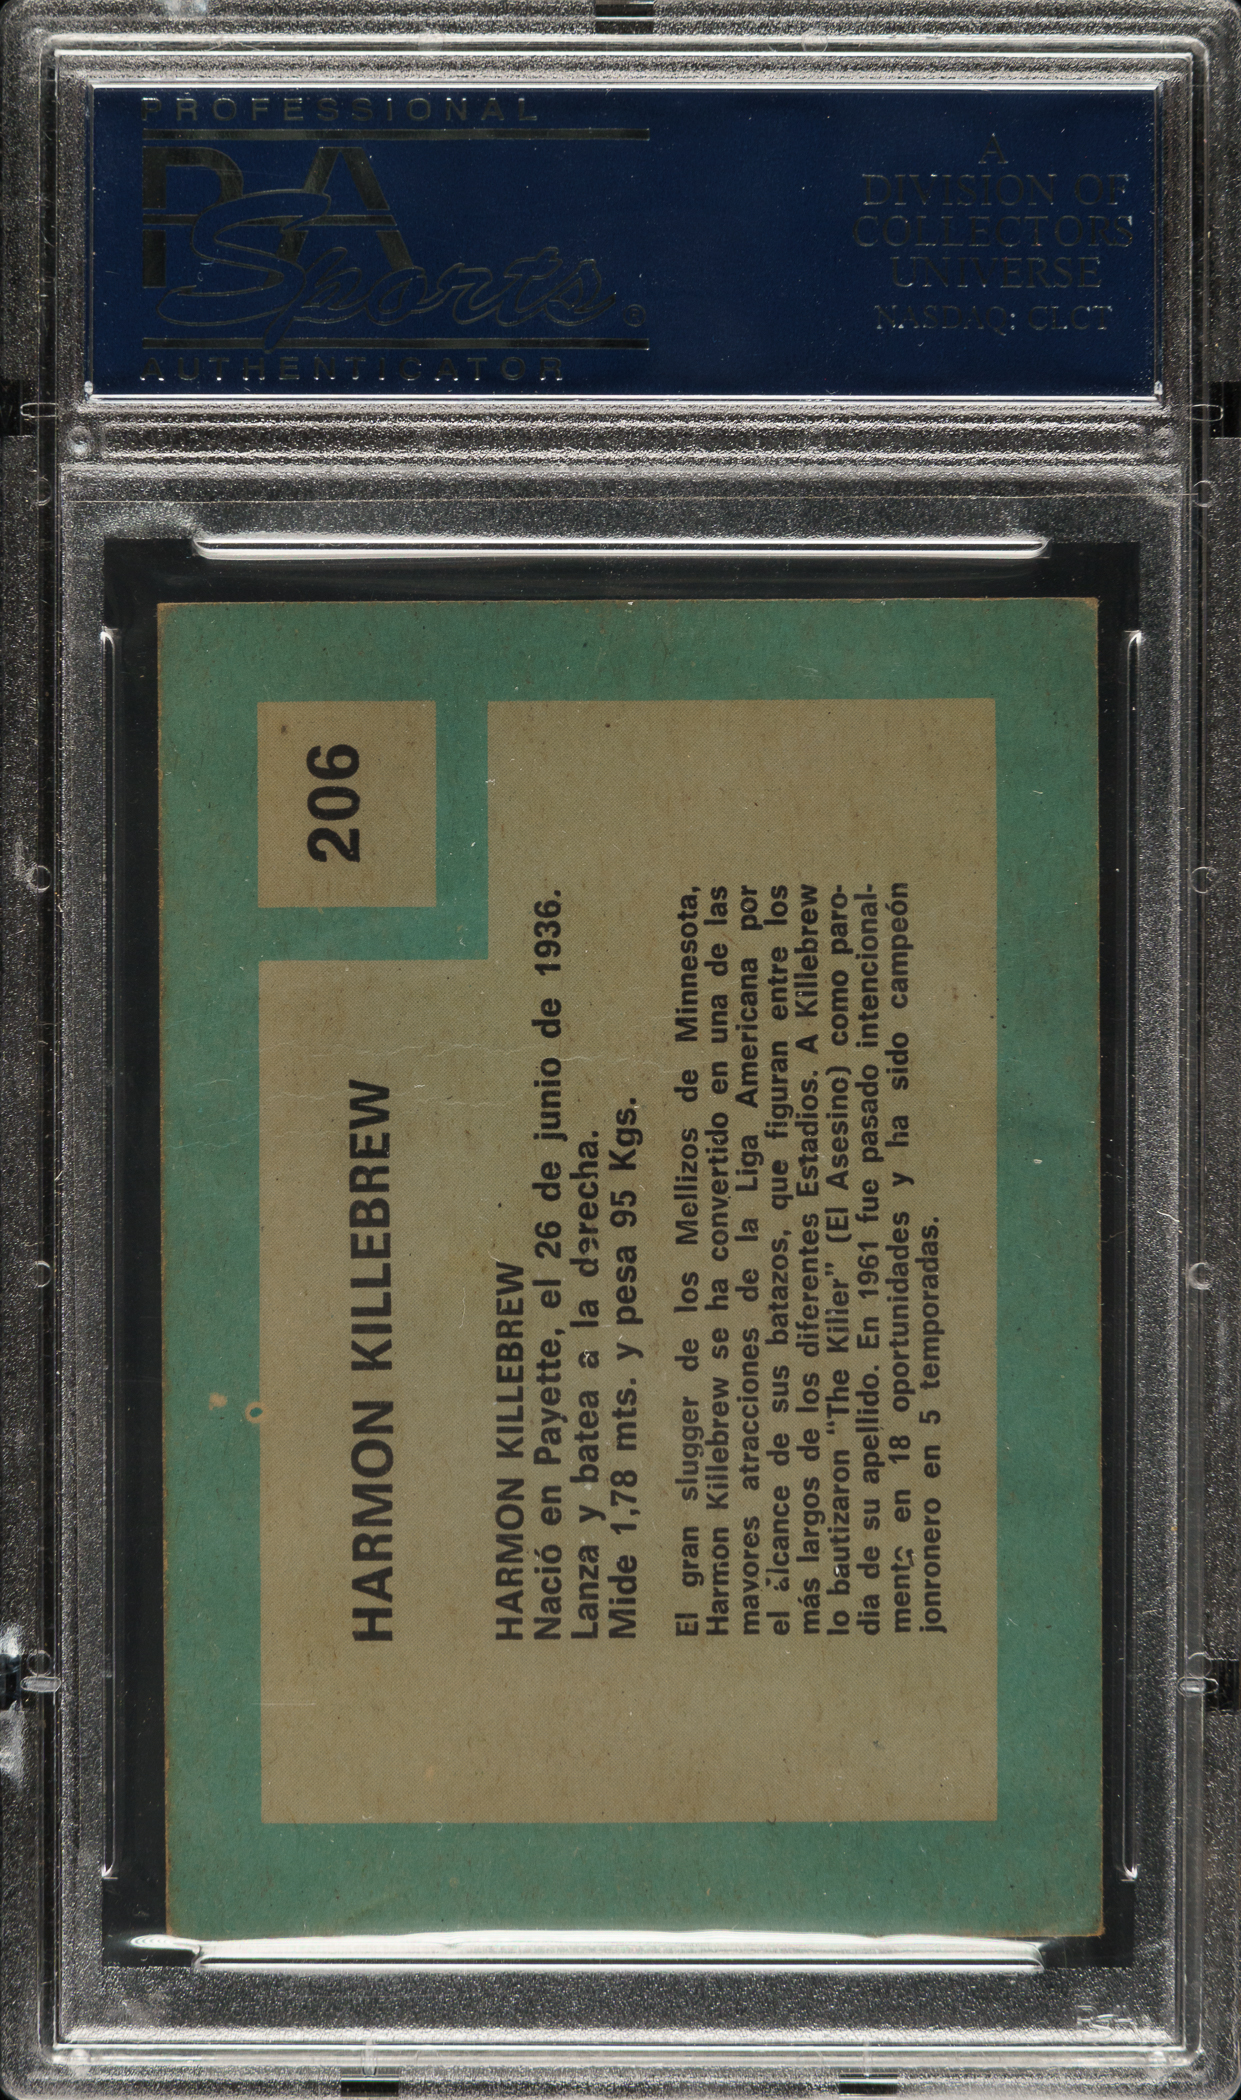 PROFESSIONAL
PSA
Sports®
AUTHENTICATOR
A
DIVISION OF
COLLECTORS
UNIVERSE
NASDAQ: CLCT
206
HARMON KILLEBREW
HARMON KILLEBREW
Nació en Payette, el 26 de junio de 1936.
Lanza y batea a la derecha.
Mide 1,78 mts. y pesa 95 Kgs.
El gran slugger de los Mellizos de Minnesota,
Harmon Killebrew se ha convertido en una de las
mayores atracciones de la Liga Americana por
el alcance de sus batazos, que figuran entre los
más largos de los diferentes Estadios. A Killebrew
lo bautizaron "The Killer" (El Asesino) como paro-
dia de su apellido. En 1961 fue pasado intencional-
mente en 18 oportunidades y ha sido campeón
jonronero en 5 temporadas.
PSA